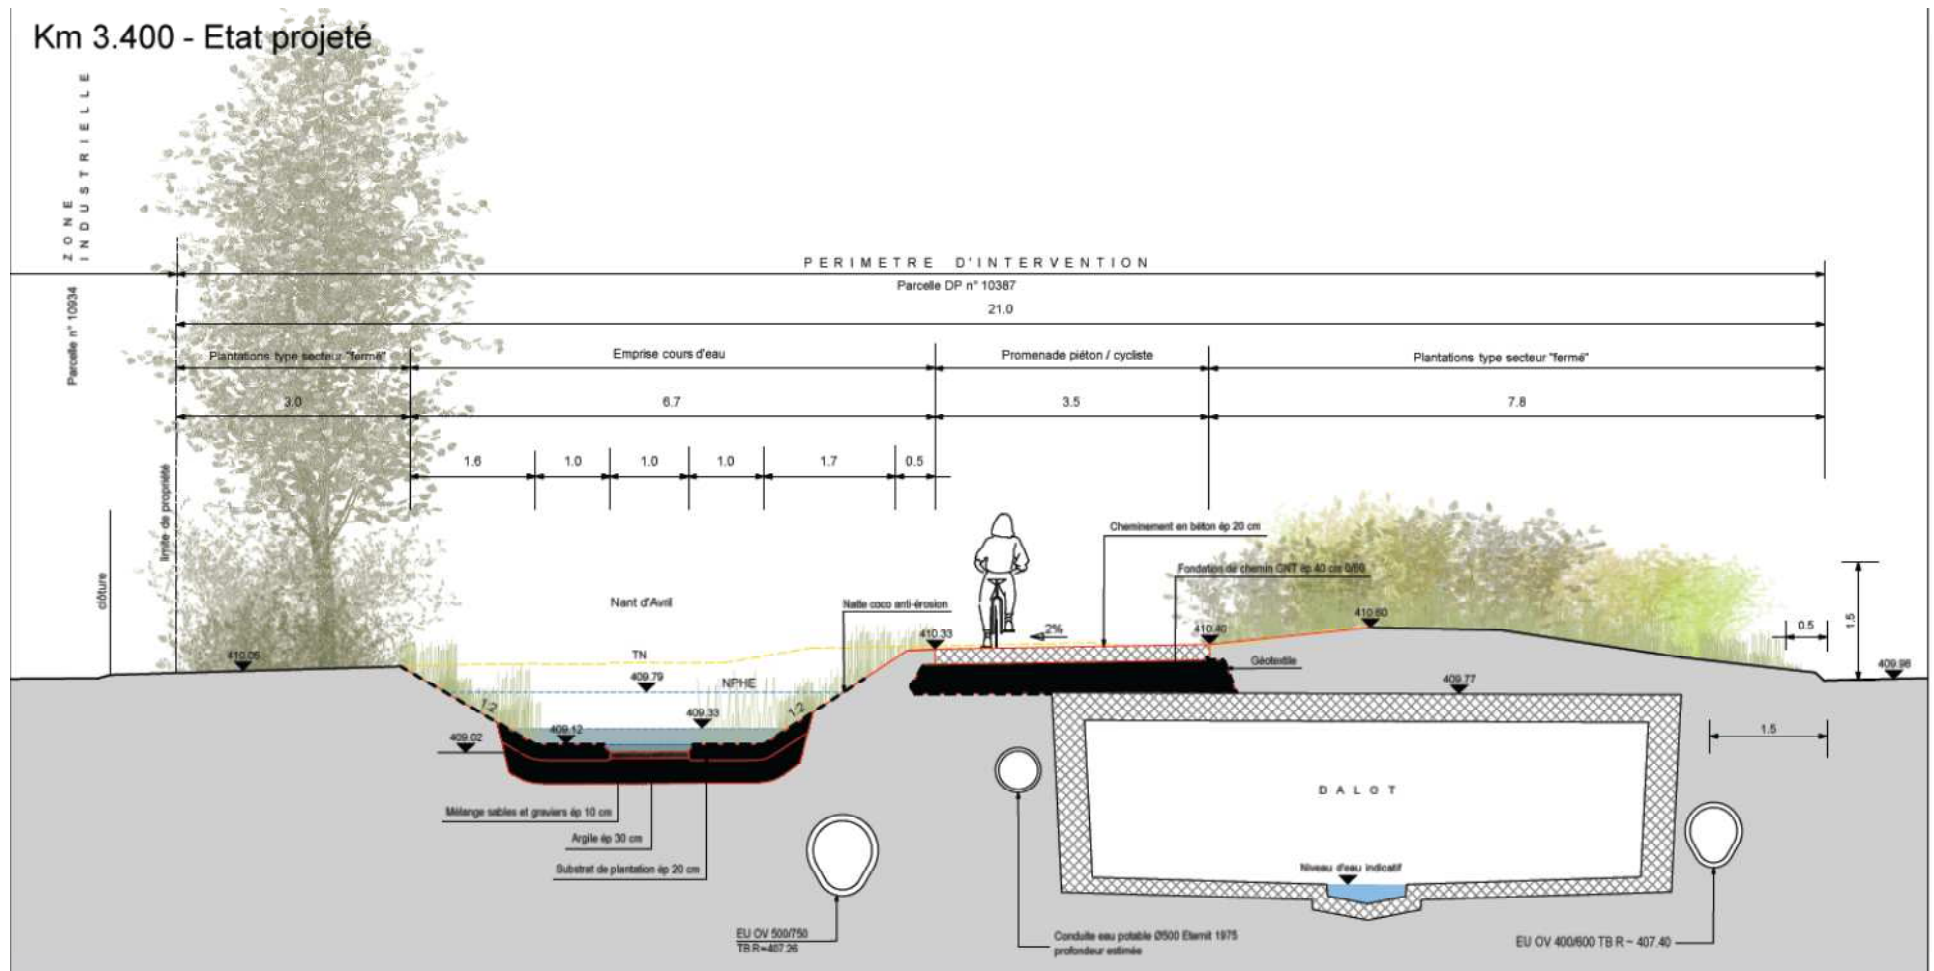 Km 3.400 - Etat projeté
ZONE
INDUSTRIELLE
Parcelle n° 10934
PERIMETRE D'INTERVENTION
Parcelle DP n° 10387
21.0
Plantations type secteur "fermé"
Emprise cours d'eau
Promenade piéton / cycliste
Plantations type secteur "fermé"
3.0
6.7
3.5
7.8
1.6
1.0
1.0
1.0
1.7
0.5
limite de propriété
clôture
Cheminement en béton ép 20 cm
Fondation de chemin GNT ép 40 cm 0/60
Nant d'Avril
Natte coco anti-érosion
410.60
1.5
0.5
410.33
2%
410.40
TN
Géotextile
410.06
409.98
409.79
NPHE
409.77
1:2
409.33
1:2
409.12
409.02
1.5
DALOT
Mélange sables et graviers ép 10 cm
Argile ép 30 cm
Substrat de plantation ép 20 cm
Niveau d'eau indicatif
EU OV 500/750
TB R=407.26
Conduite eau potable Ø500 Eternit 1975
profondeur estimée
EU OV 400/600 TB R ~ 407.40